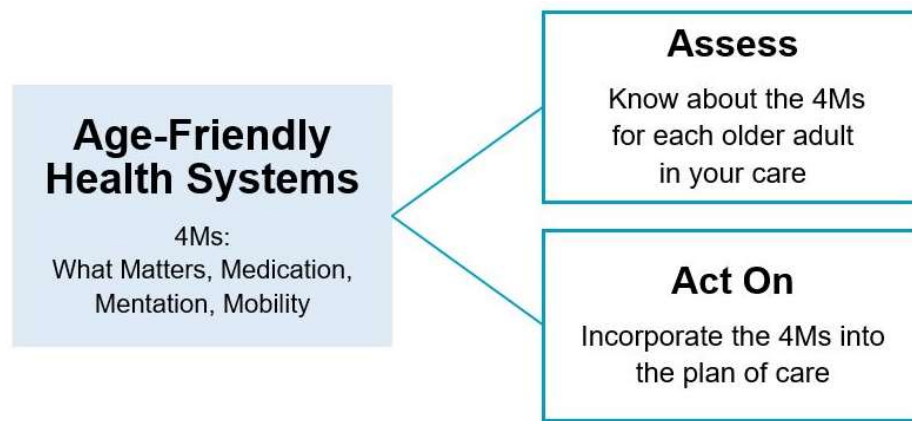 Age-Friendly
Health Systems
4Ms:
What Matters, Medication,
Mentation, Mobility
Assess
Know about the 4Ms
for each older adult
in your care
Act On
Incorporate the 4Ms into
the plan of care